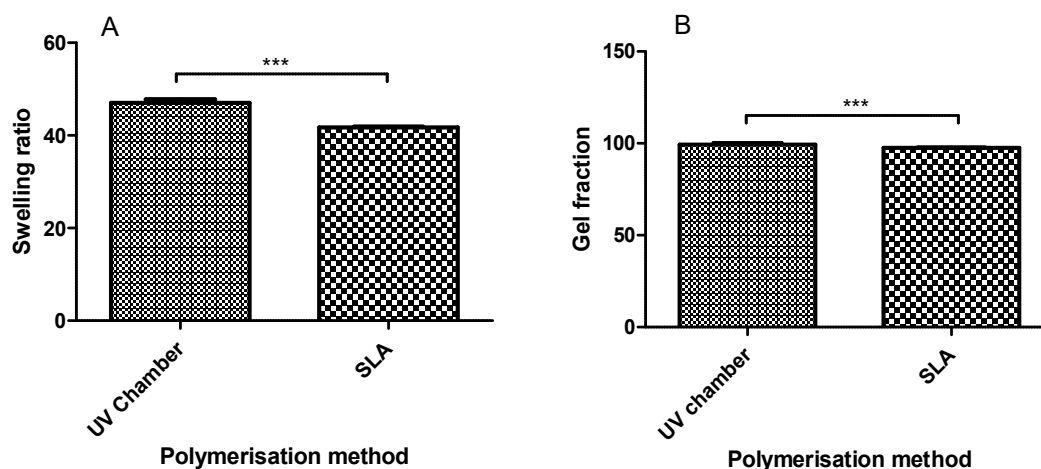 A
60
40
20
0
Swelling ratio
***
UV Chamber
SLA
Polymerisation method
B
150
100
50
0
Gel fraction
***
UV chamber
SLA
Polymerisation method